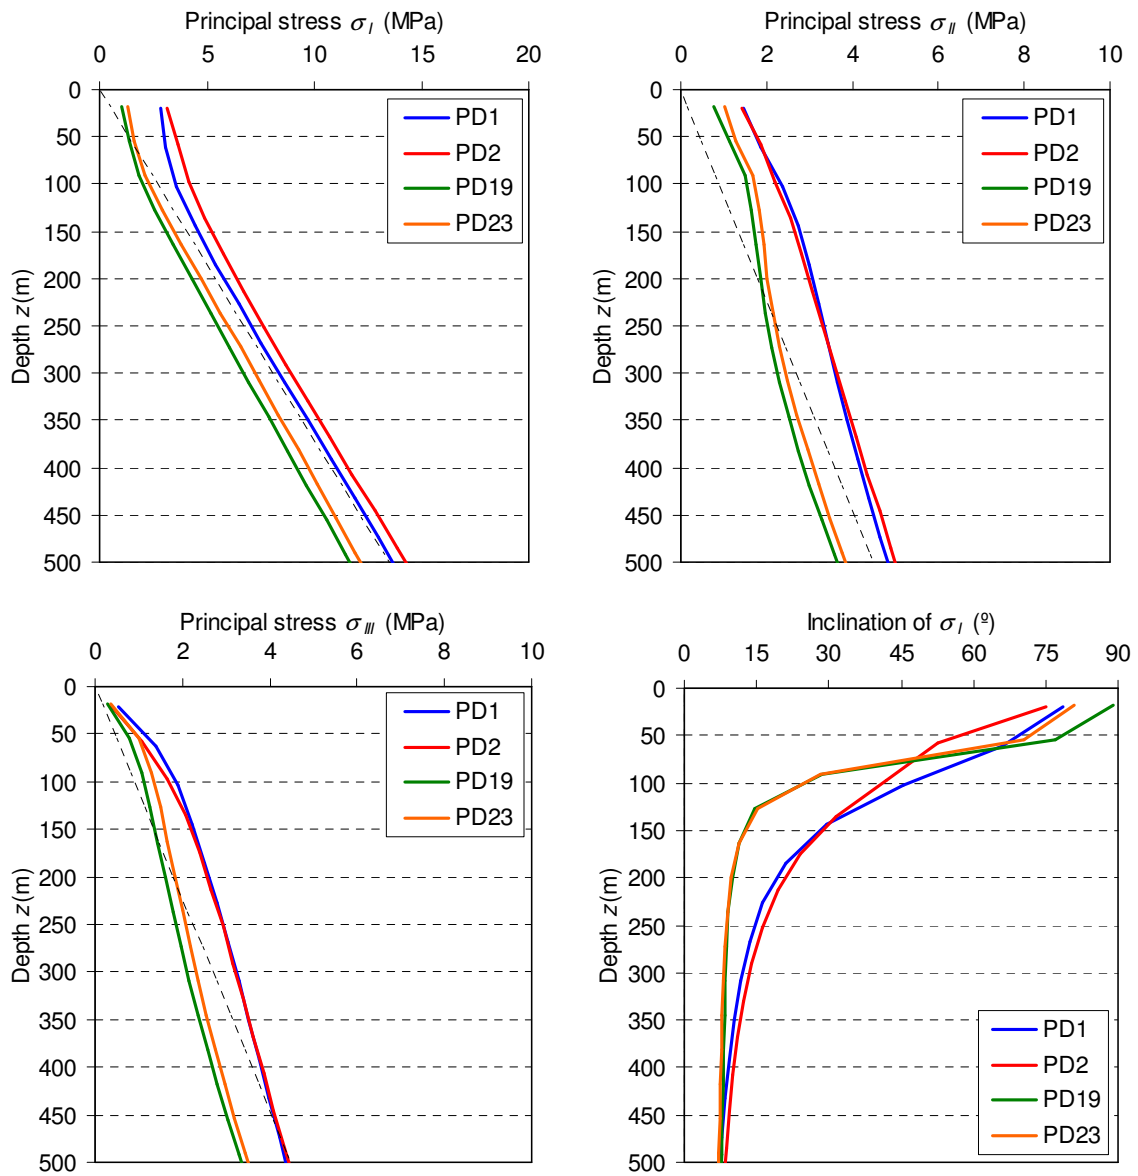 Principal stress σI (MPa)
0 5 10 15 20
0
50
100
150
200
250
300
350
400
450
500
Depth z(m)
PD1
PD2
PD19
PD23
Principal stress σII (MPa)
0 2 4 6 8 10
0
50
100
150
200
250
300
350
400
450
500
Depth z(m)
PD1
PD2
PD19
PD23
Principal stress σIII (MPa)
0 2 4 6 8 10
0
50
100
150
200
250
300
350
400
450
500
Depth z(m)
PD1
PD2
PD19
PD23
Inclination of σI (º)
0 15 30 45 60 75 90
0
50
100
150
200
250
300
350
400
450
500
Depth z(m)
PD1
PD2
PD19
PD23